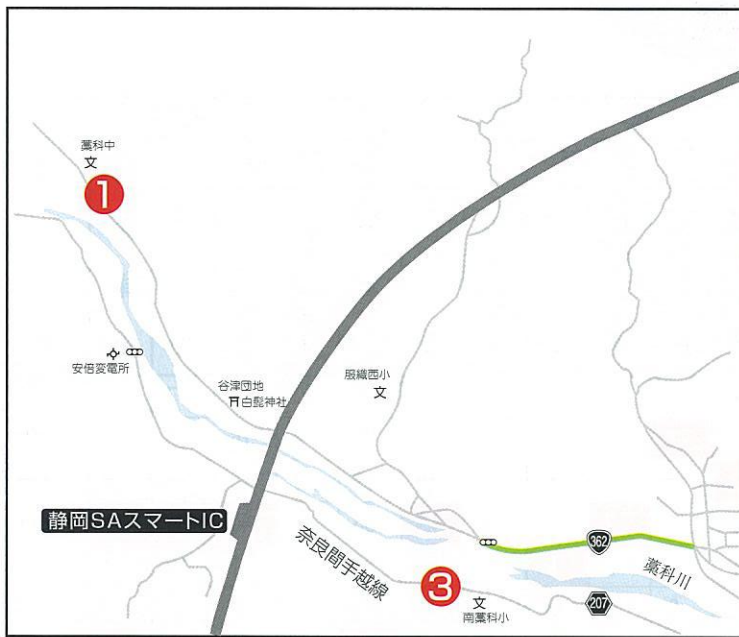 藁科中
文
1
安倍変電所
谷津団地
白髭神社
服織西小
文
静岡SAスマートIC
奈良間手越線
362
藁科川
3
文
南藁科小
207